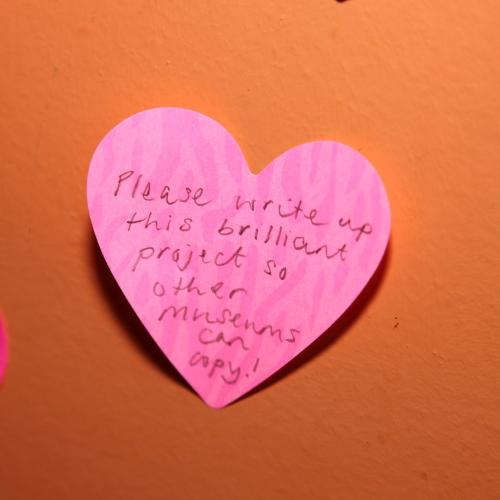 Please write up
this brilliant
project so
other
museums
can
copy.!